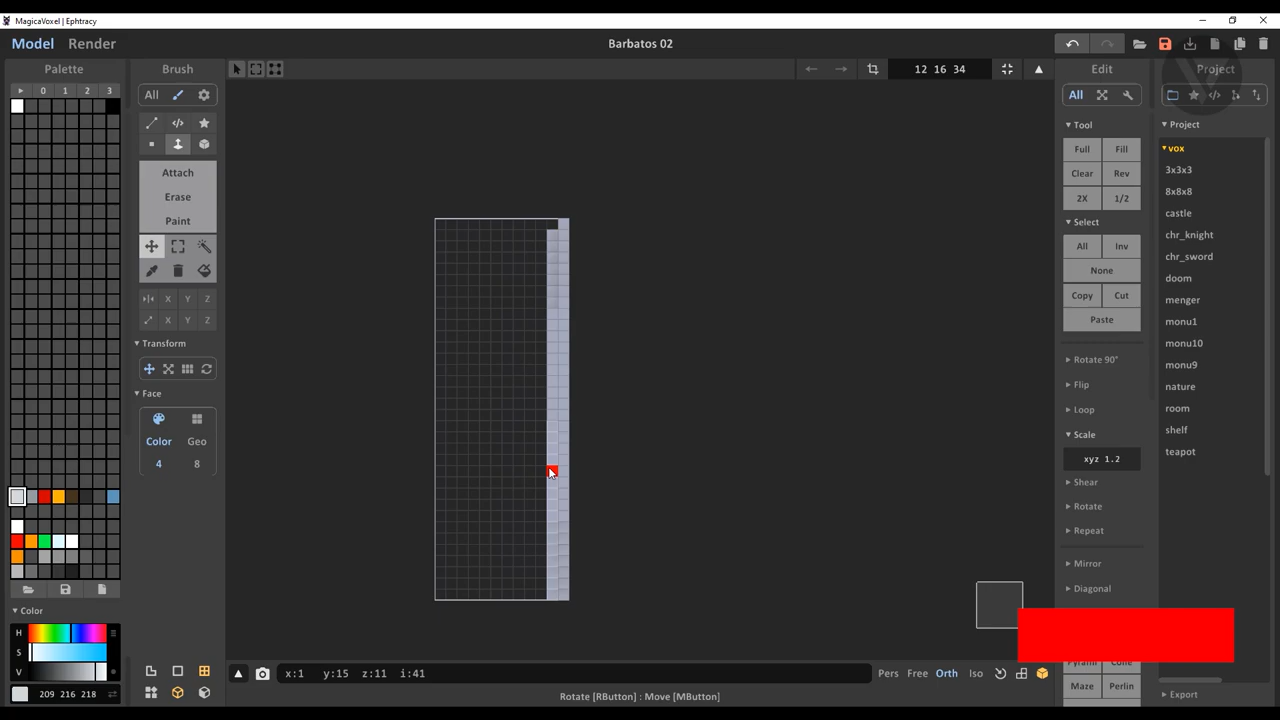 MagicaVoxel | Ephtracy
Model Render
Barbatos 02
Palette
0 1 2 3
Brush
All
Attach
Erase
Paint
X Y Z
X Y Z
Transform
Face
Color Geo
4 8
Color
H
S
V
209 216 218
12 16 34
Edit
All
Tool
Full Fill
Clear Rev
2X 1/2
Select
All Inv
None
Copy Cut
Paste
Rotate 90°
Flip
Loop
Scale
xyz 1.2
Shear
Rotate
Repeat
Mirror
Diagonal
Maze Perlin
Project
Project
vox
3x3x3
8x8x8
castle
chr_knight
chr_sword
doom
menger
monu1
monu10
monu9
nature
room
shelf
teapot
Export
x:1 y:15 z:11 i:41
Pers Free Orth Iso
Rotate [RButton] : Move [MButton]